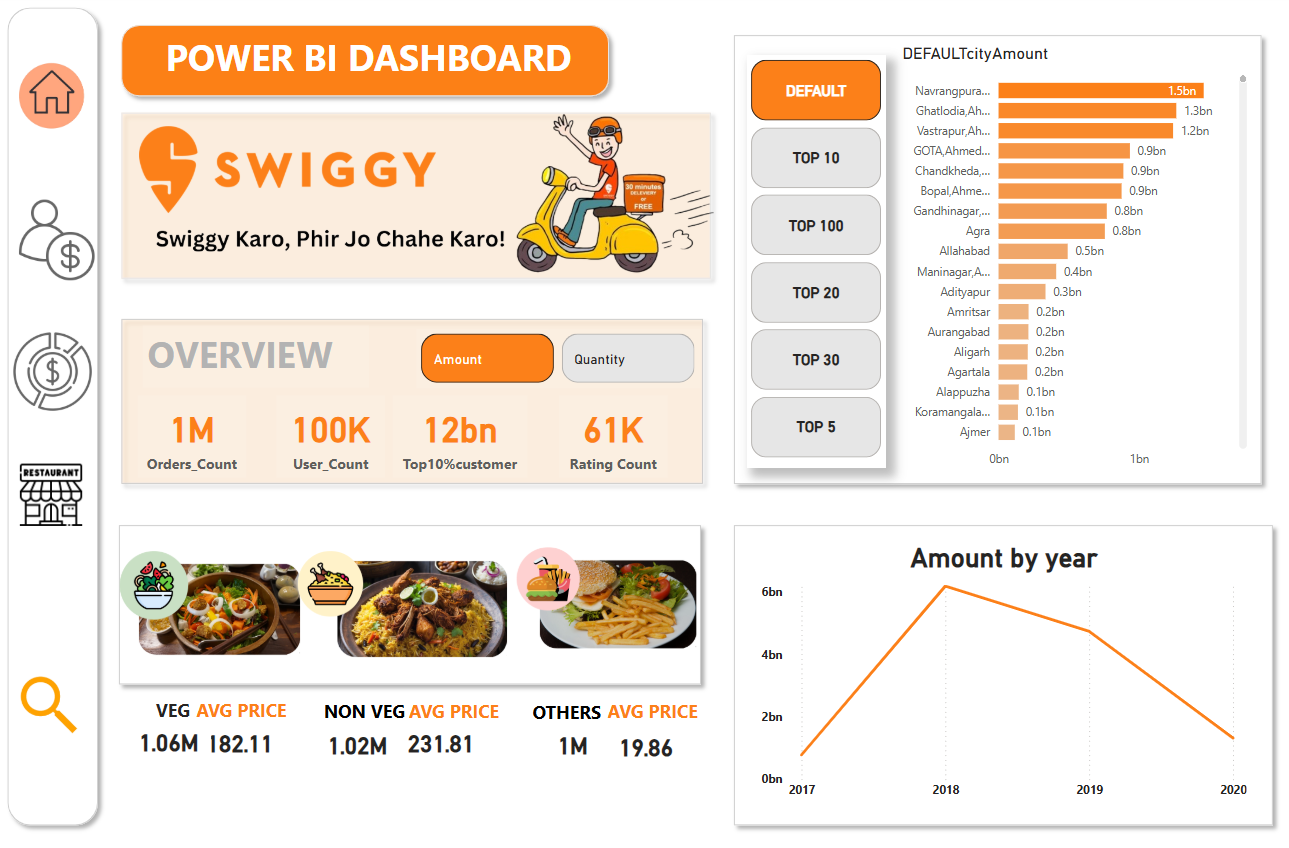 POWER BI DASHBOARD
SWIGGY
Swiggy Karo, Phir Jo Chahe Karo!
30 minutes
DELEVIERY
or
FREE
RESTAURANT
OVERVIEW
Amount
Quantity
1M
Orders_Count
100K
User_Count
12bn
Top10%customer
61K
Rating Count
VEG AVG PRICE
1.06M 182.11
NON VEG AVG PRICE
1.02M 231.81
OTHERS AVG PRICE
1M 19.86
DEFAULT
TOP 10
TOP 100
TOP 20
TOP 30
TOP 5
DEFAULTcityAmount
Navrangpura... 1.5bn
Ghatlodia,Ah... 1.3bn
Vastrapur,Ah... 1.2bn
GOTA,Ahmed... 0.9bn
Chandkheda,... 0.9bn
Bopal,Ahme... 0.9bn
Gandhinagar,... 0.8bn
Agra 0.8bn
Allahabad 0.5bn
Maninagar,A... 0.4bn
Adityapur 0.3bn
Amritsar 0.2bn
Aurangabad 0.2bn
Aligarh 0.2bn
Agartala 0.2bn
Alappuzha 0.1bn
Koramangala... 0.1bn
Ajmer 0.1bn
0bn 1bn
Amount by year
6bn
4bn
2bn
0bn
2017 2018 2019 2020